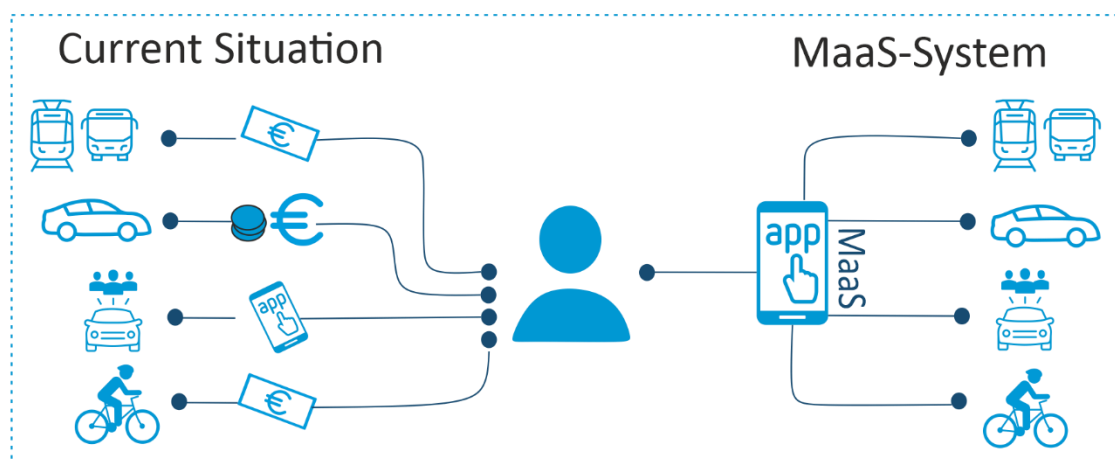 Current Situation
MaaS-System
€
€
app
€
app
MaaS